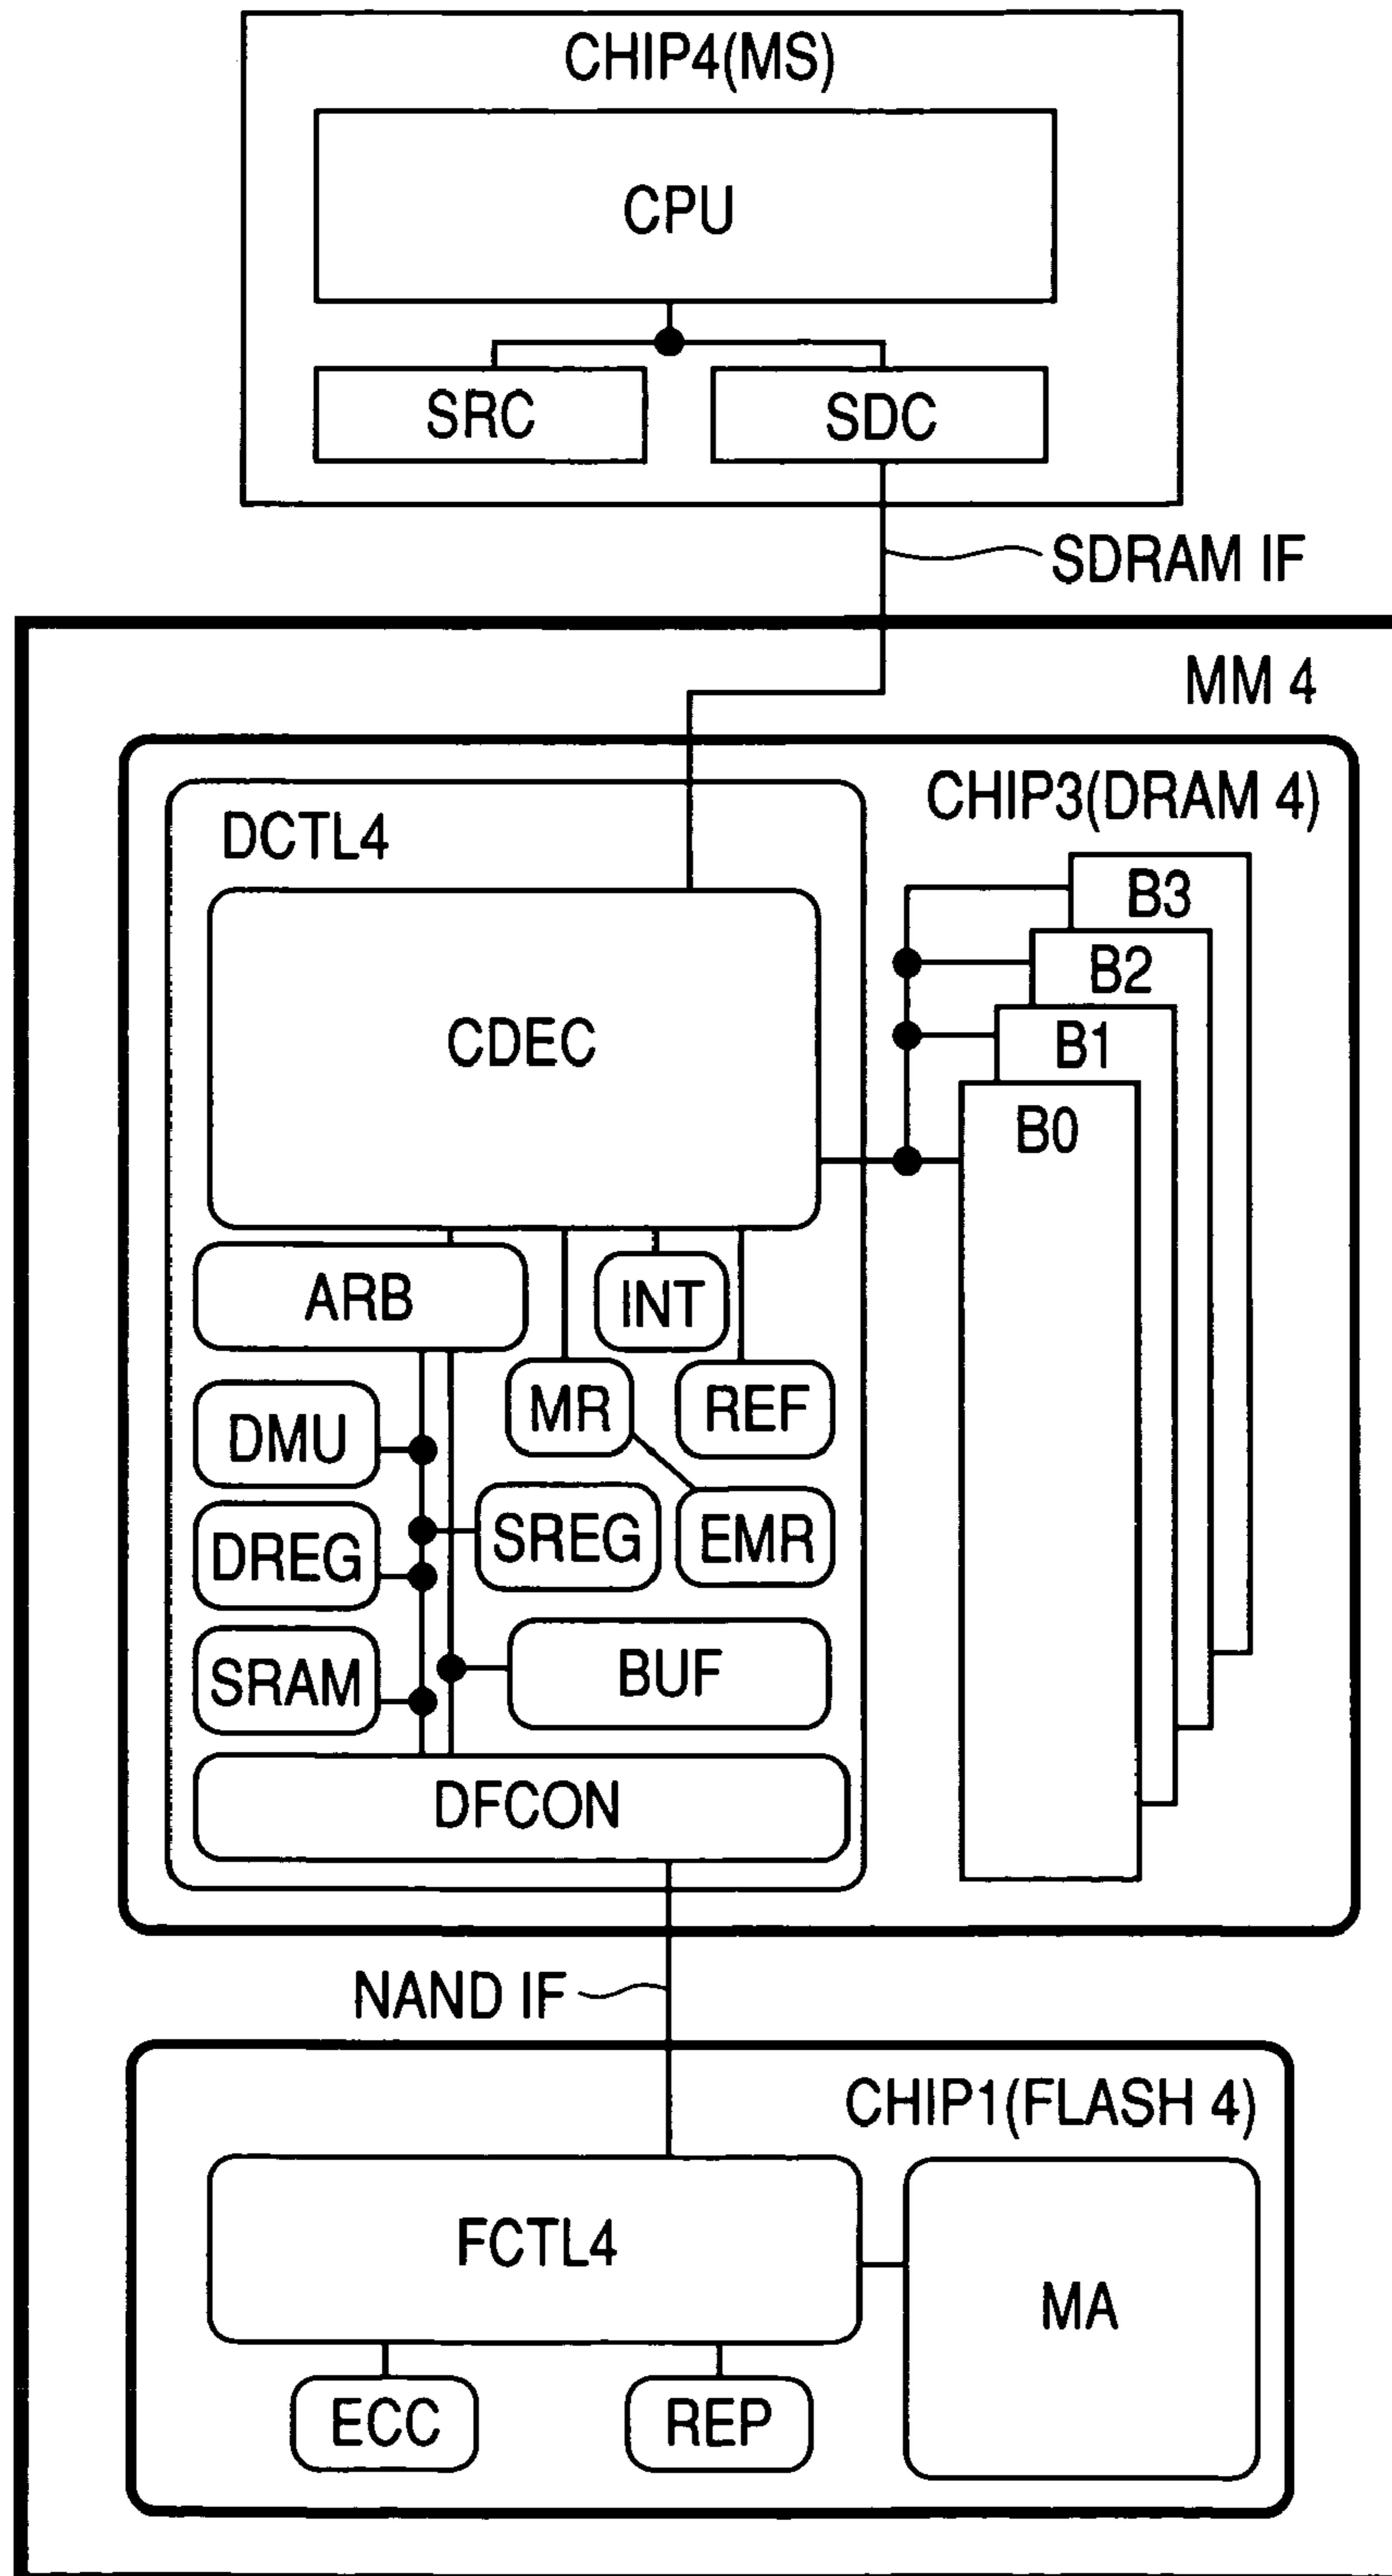 CHIP4(MS)
CPU
SRC
SDC
SDRAM IF
MM 4
CHIP3(DRAM 4)
DCTL4
B3
B2
B1
B0
CDEC
ARB
INT
MR
REF
DMU
SREG
EMR
DREG
SRAM
BUF
DFCON
NAND IF
CHIP1(FLASH 4)
FCTL4
MA
ECC
REP